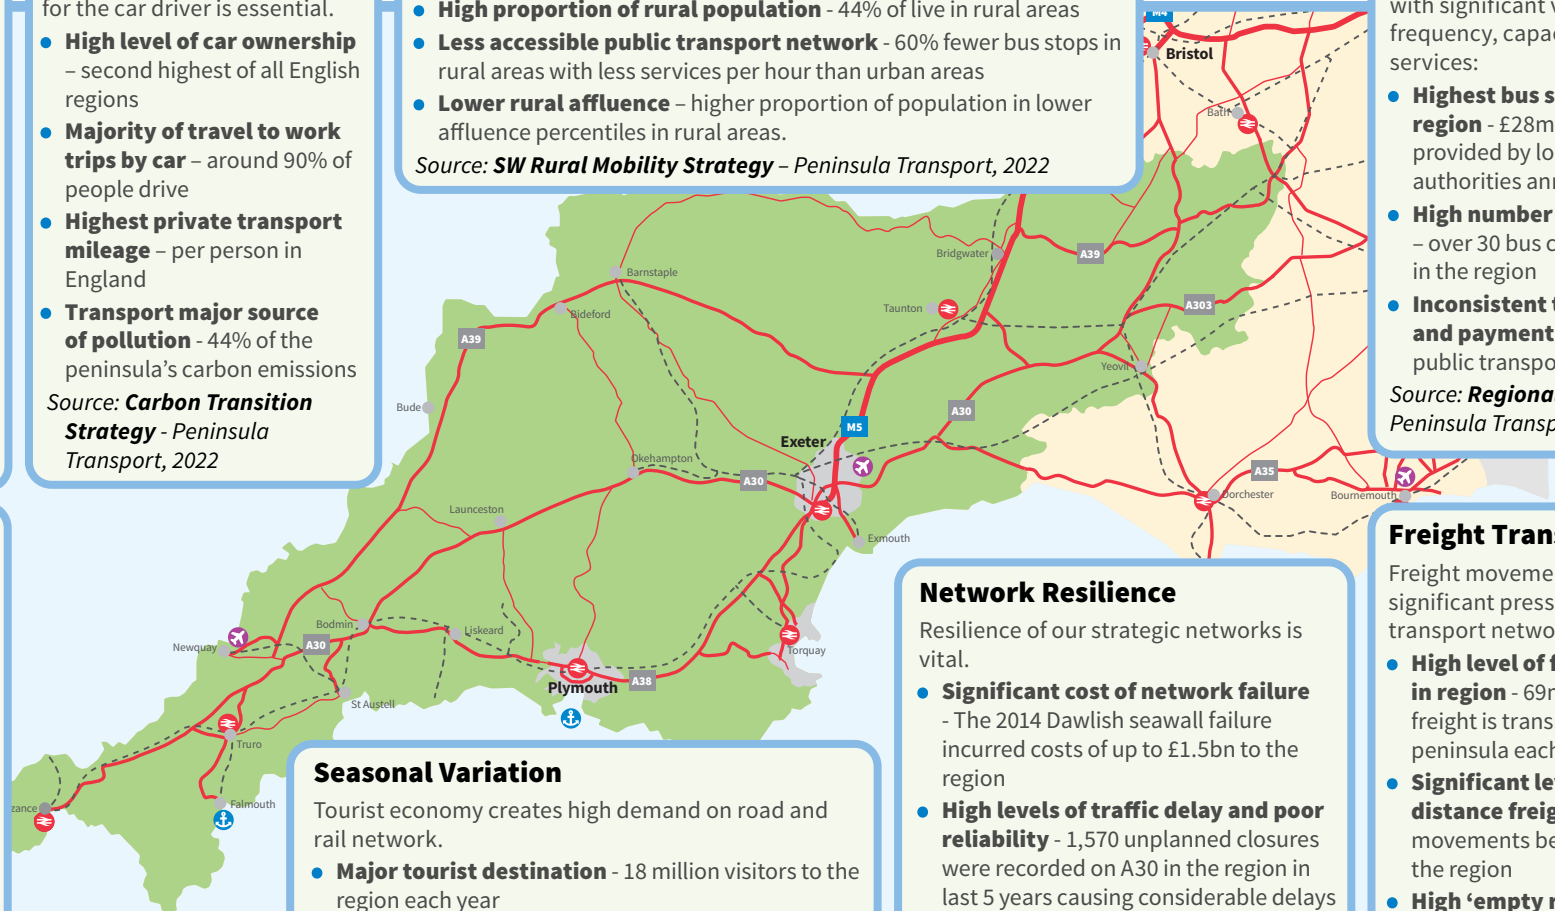 for the car driver is essential.
• High level of car ownership
– second highest of all English
regions
• Majority of travel to work
trips by car – around 90% of
people drive
• Highest private transport
mileage – per person in
England
• Transport major source
of pollution - 44% of the
peninsula’s carbon emissions
Source: Carbon Transition
Strategy - Peninsula
Transport, 2022
• High proportion of rural population - 44% of live in rural areas
• Less accessible public transport network - 60% fewer bus stops in
rural areas with less services per hour than urban areas
• Lower rural affluence – higher proportion of population in lower
affluence percentiles in rural areas.
Source: SW Rural Mobility Strategy – Peninsula Transport, 2022
M4
Bristol
Bath
Bridgwater
A39
Barnstaple
Taunton
A303
Bideford
A39
Yeovil
Bude
A30
M5
Exeter
Okehampton
A30
A35
Dorchester
Bournemouth
Launceston
Exmouth
Bodmin
Liskeard
Newquay
A30
Torquay
Plymouth
A38
St Austell
Truro
Falmouth
zance
with significant v
frequency, capac
services:
• Highest bus s
region - £28m
provided by lo
authorities ann
• High number
– over 30 bus c
in the region
• Inconsistent t
and payment
public transpo
Source: Regiona
Peninsula Transp
Seasonal Variation
Tourist economy creates high demand on road and
rail network.
• Major tourist destination - 18 million visitors to the
region each year
Network Resilience
Resilience of our strategic networks is
vital.
• Significant cost of network failure
- The 2014 Dawlish seawall failure
incurred costs of up to £1.5bn to the
region
• High levels of traffic delay and poor
reliability - 1,570 unplanned closures
were recorded on A30 in the region in
last 5 years causing considerable delays
Freight Trans
Freight moveme
significant press
transport netwo
• High level of f
in region - 69m
freight is trans
peninsula each
• Significant lev
distance freig
movements be
the region
• High ‘empty r